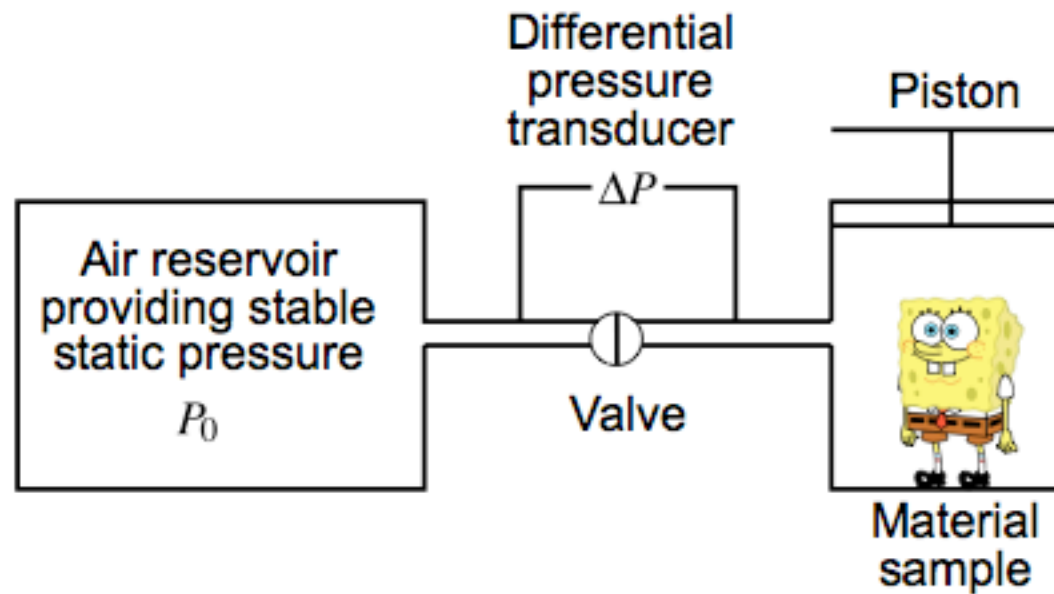 Differential
pressure
transducer
Piston
ΔP
Air reservoir
providing stable
static pressure
P₀
Valve
Material
sample